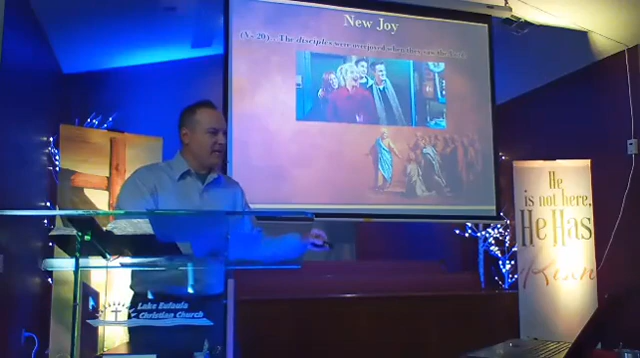 New Joy
(V. 20) - The disciples were overjoyed when they saw the Lord.
He
is not here,
He Has
Risen
Lake Eufaula
Christian Church